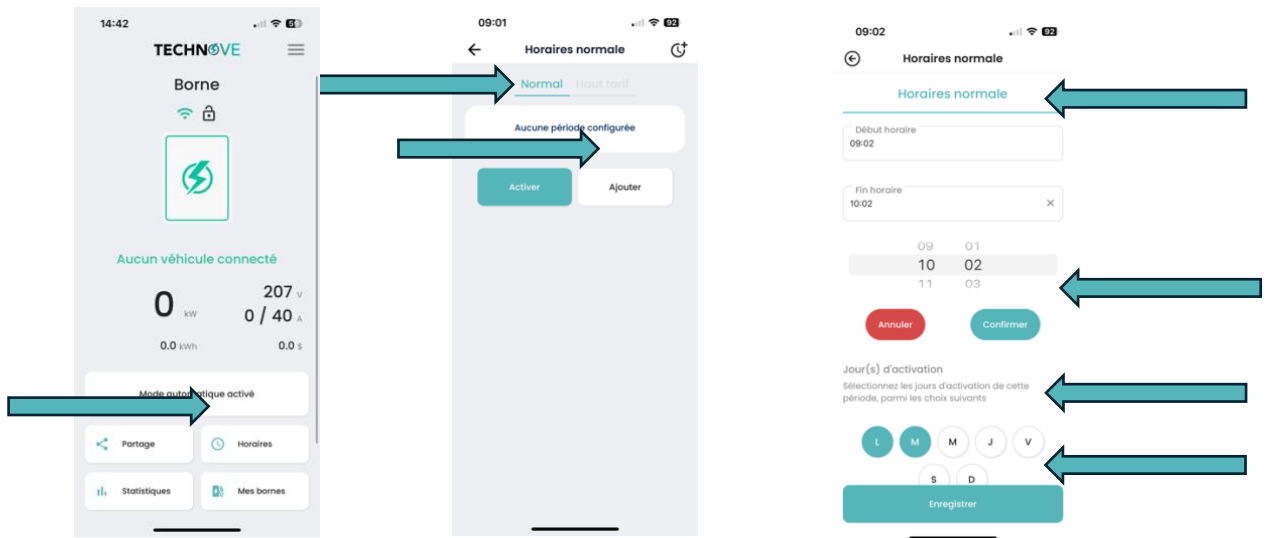 14:42
TECHNOVE
Borne
Aucun véhicule connecté
0 kW
207 V
0 / 40 A
0.0 kWh
0.0 $
Mode automatique activé
Partage
Horaires
Statistiques
Mes bornes
09:01
92
Horaires normale
Normal
Haut tarif
Aucune période configurée
Activer
Ajouter
09:02
92
Horaires normale
Horaires normale
Début horaire
09:02
Fin horaire
10:02
09 01
10 02
11 03
Annuler
Confirmer
Jour(s) d'activation
Sélectionnez les jours d'activation de cette
période, parmi les choix suivants
L M M J V
S D
Enregistrer